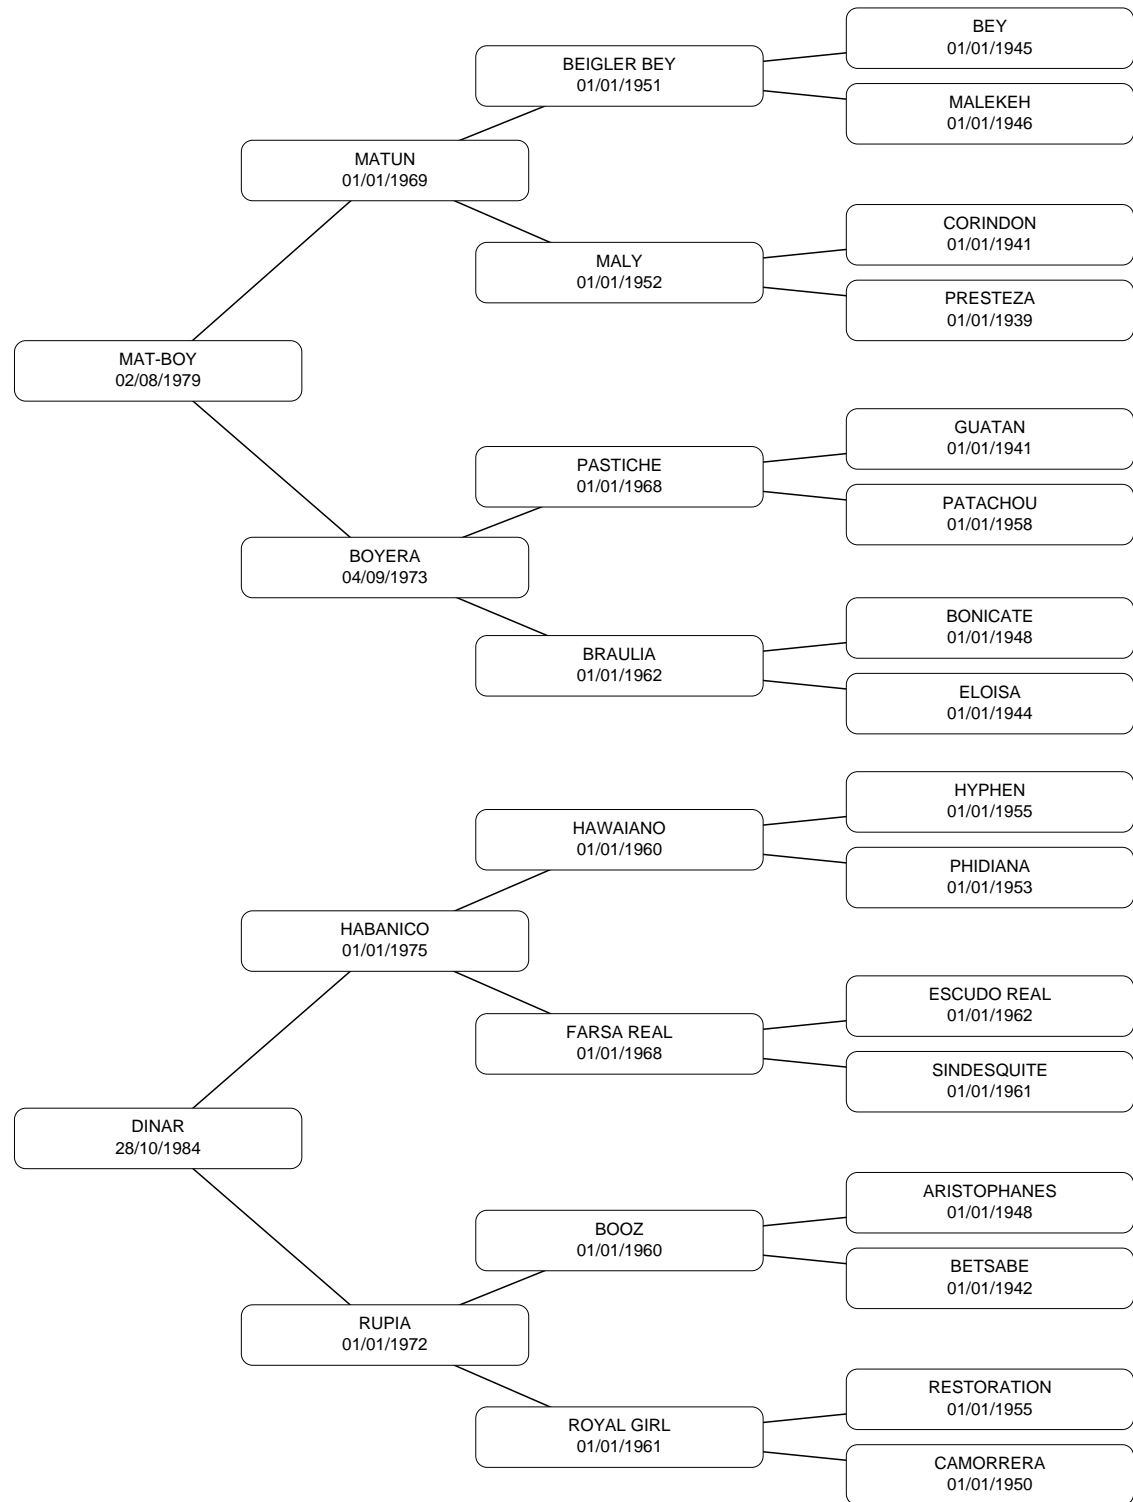 BEY
01/01/1945
BEIGLER BEY
01/01/1951
MALEKEH
01/01/1946
MATUN
01/01/1969
CORINDON
01/01/1941
MALY
01/01/1952
PRESTEZA
01/01/1939
MAT-BOY
02/08/1979
GUATAN
01/01/1941
PASTICHE
01/01/1968
PATACHOU
01/01/1958
BOYERA
04/09/1973
BONICATE
01/01/1948
BRAULIA
01/01/1962
ELOISA
01/01/1944
HYPHEN
01/01/1955
HAWAIANO
01/01/1960
PHIDIANA
01/01/1953
HABANICO
01/01/1975
ESCUDO REAL
01/01/1962
FARSA REAL
01/01/1968
SINDESQUITE
01/01/1961
DINAR
28/10/1984
ARISTOPHANES
01/01/1948
BOOZ
01/01/1960
BETSABE
01/01/1942
RUPIA
01/01/1972
RESTORATION
01/01/1955
ROYAL GIRL
01/01/1961
CAMORRERA
01/01/1950